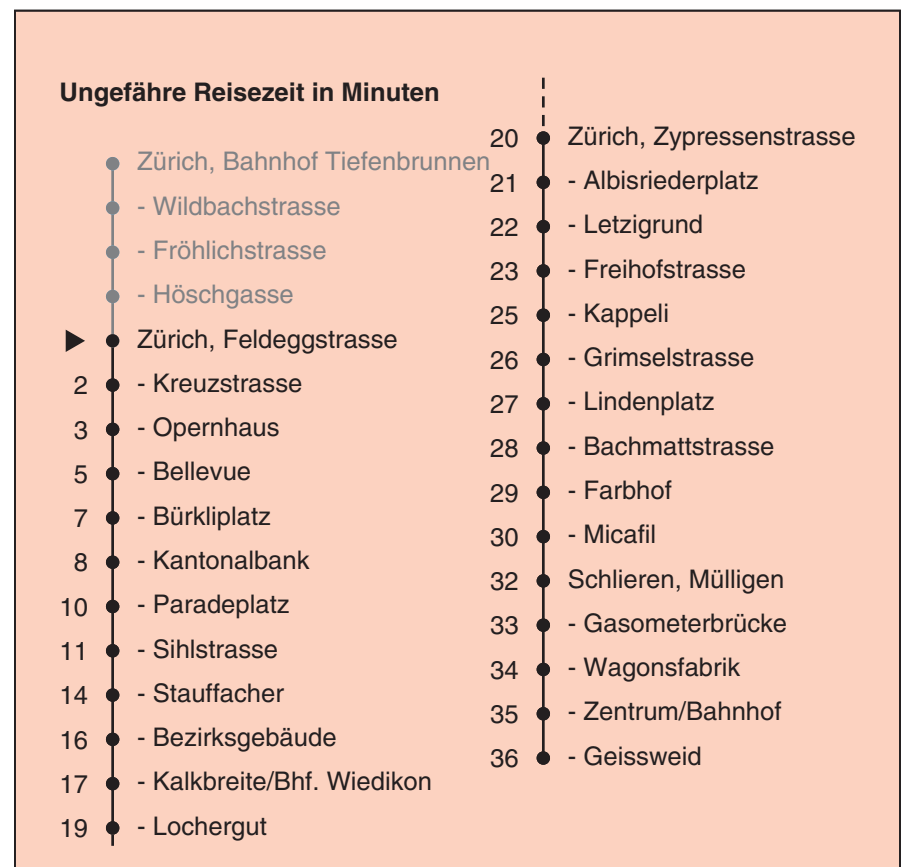 Ungefähre Reisezeit in Minuten
Zürich, Bahnhof Tiefenbrunnen
- Wildbachstrasse
- Fröhlichstrasse
- Höschgasse
Zürich, Feldeggstrasse
2 - Kreuzstrasse
3 - Opernhaus
5 - Bellevue
7 - Bürkliplatz
8 - Kantonalbank
10 - Paradeplatz
11 - Sihlstrasse
14 - Stauffacher
16 - Bezirksgebäude
17 - Kalkbreite/Bhf. Wiedikon
19 - Lochergut
20 Zürich, Zypressenstrasse
21 - Albisriederplatz
22 - Letzigrund
23 - Freihofstrasse
25 - Kappeli
26 - Grimselstrasse
27 - Lindenplatz
28 - Bachmattstrasse
29 - Farbhof
30 - Micafil
32 Schlieren, Mülligen
33 - Gasometerbrücke
34 - Wagonsfabrik
35 - Zentrum/Bahnhof
36 - Geissweid